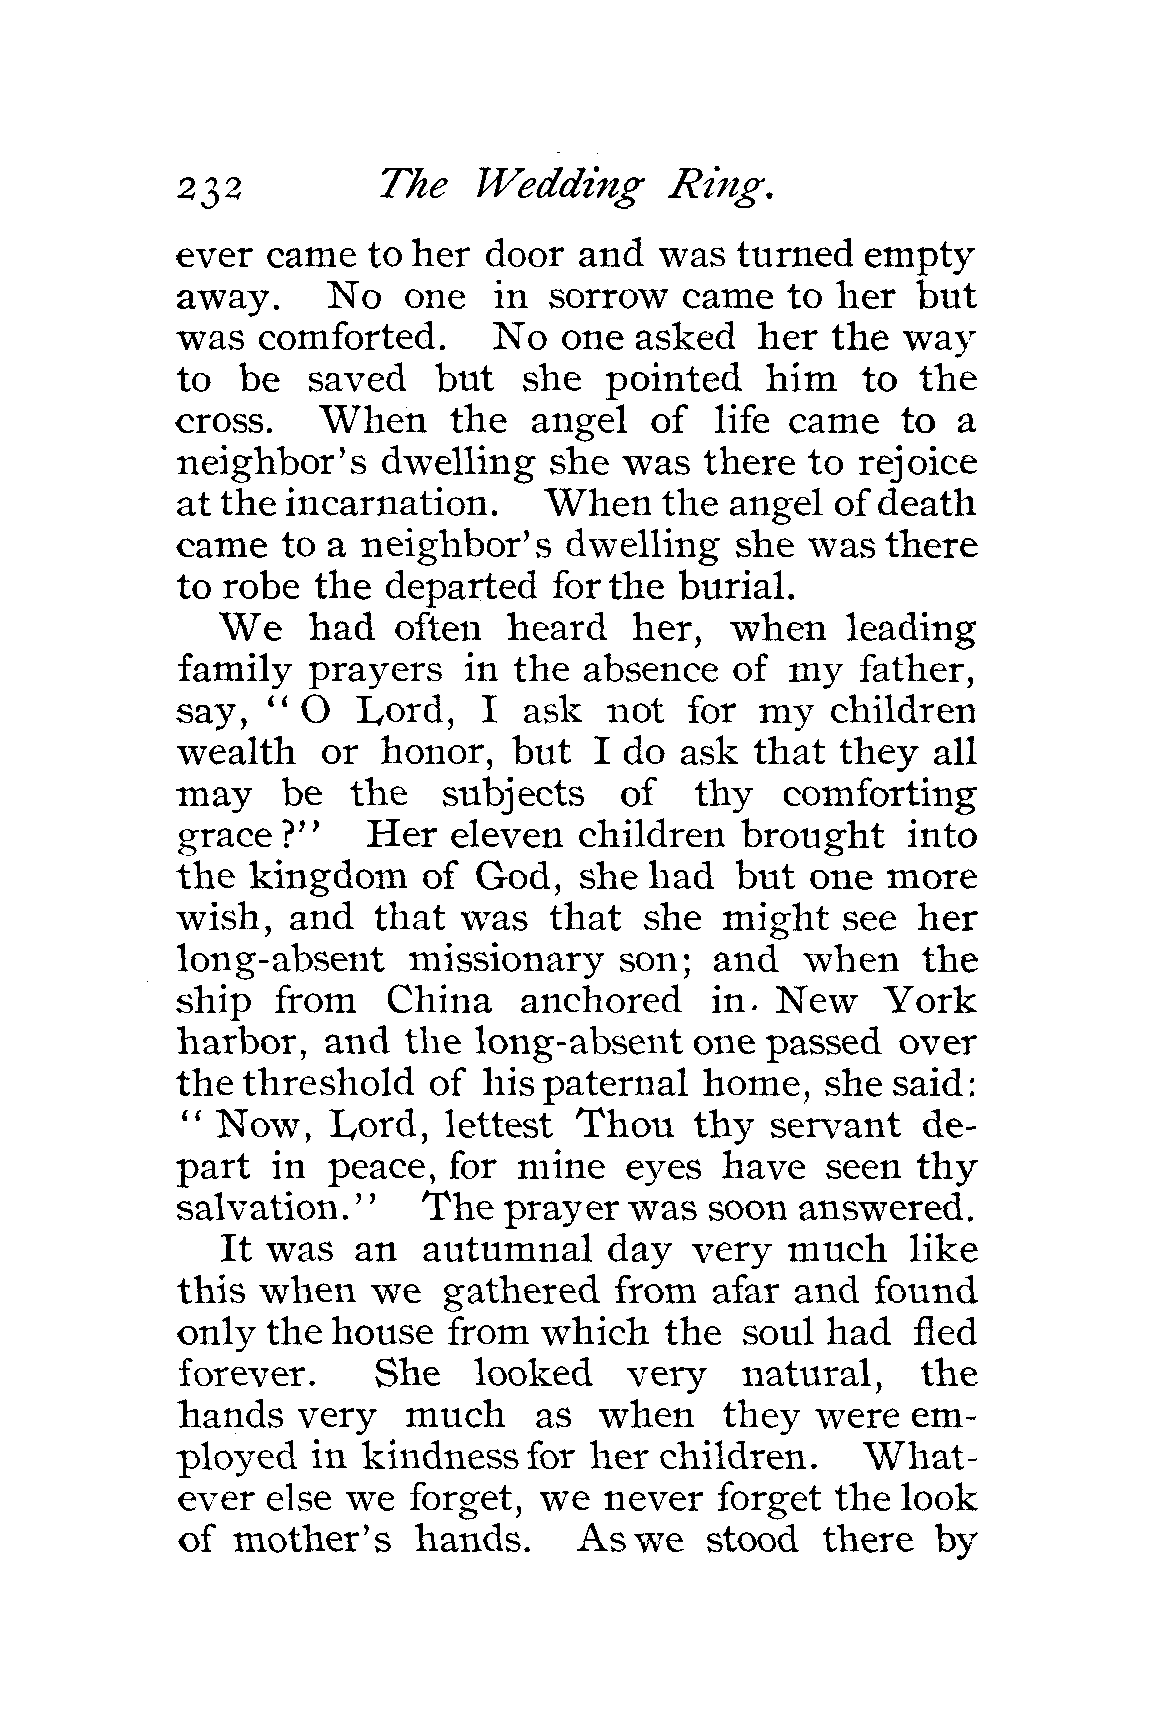 232 The Wedding Ring.
ever came to her door and was turned empty
away. No one in sorrow came to her but
was comforted. No one asked her the way
to be saved but she pointed him to the
cross. When the angel of life came to a
neighbor's dwelling she was there to rejoice
at the incarnation. When the angel of death
came to a neighbor's dwelling she was there
to robe the departed for the burial.
We had often heard her, when leading
family prayers in the absence of my father,
say, "O Lord, I ask not for my children
wealth or honor, but I do ask that they all
may be the subjects of thy comforting
grace?" Her eleven children brought into
the kingdom of God, she had but one more
wish, and that was that she might see her
long-absent missionary son; and when the
ship from China anchored in. New York
harbor, and the long-absent one passed over
the threshold of his paternal home, she said:
"Now, Lord, lettest Thou thy servant de-
part in peace, for mine eyes have seen thy
salvation." The prayer was soon answered.
It was an autumnal day very much like
this when we gathered from afar and found
only the house from which the soul had fled
forever. She looked very natural, the
hands very much as when they were em-
ployed in kindness for her children. What-
ever else we forget, we never forget the look
of mother's hands. As we stood there by